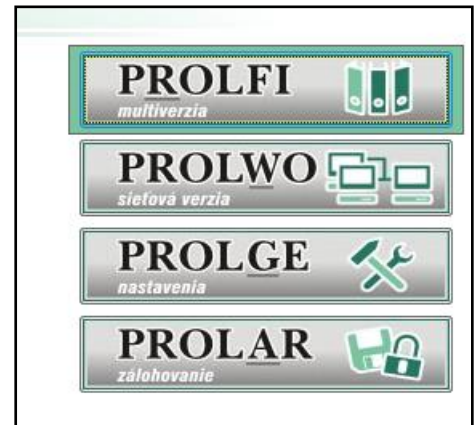 PROLFI
multiverzia
PROLWO
sieťová verzia
PROLGE
nastavenia
PROLAR
zálohovanie